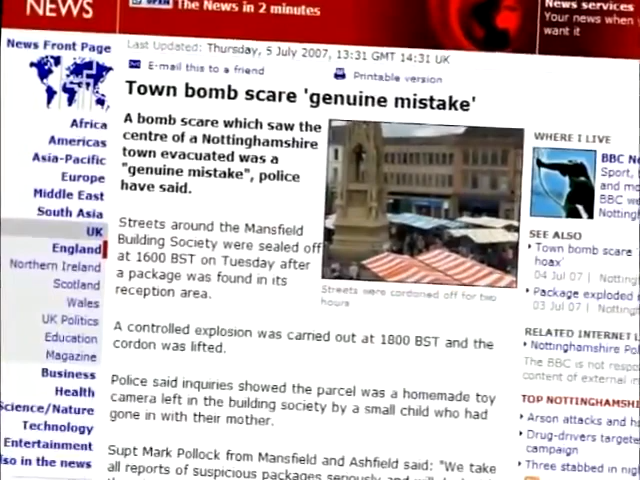 NEWS
OPEN The News in 2 minutes
News services
Your news when
want it
News Front Page
Africa
Americas
Asia-Pacific
Europe
Middle East
South Asia
UK
England
Northern Ireland
Scotland
Wales
UK Politics
Education
Magazine
Business
Health
Science/Nature
Technology
Entertainment
lso in the news
Last Updated: Thursday, 5 July 2007, 13:31 GMT 14:31 UK
E-mail this to a friend
Printable version
Town bomb scare 'genuine mistake'
A bomb scare which saw the
centre of a Nottinghamshire
town evacuated was a
"genuine mistake", police
have said.
Streets around the Mansfield
Building Society were sealed off
at 1600 BST on Tuesday after
a package was found in its
reception area.
Streets were cordoned off for two
hours
A controlled explosion was carried out at 1800 BST and the
cordon was lifted.
Police said inquiries showed the parcel was a homemade toy
camera left in the building society by a small child who had
gone in with their mother.
Supt Mark Pollock from Mansfield and Ashfield said: "We take
all reports of suspicious packages seriously and
WHERE I LIVE
BBC N
Sport,
and mo
BBC we
Notting
SEE ALSO
Town bomb scare
hoax'
04 Jul 07 | Notting
Package exploded
03 Jul 07 | Notting
RELATED INTERNET L
Nottinghamshire Pol
The BBC is not respo
content of external in
TOP NOTTINGHAMSHI
Arson attacks and h
Drug-drivers targete
campaign
Three stabbed in nig